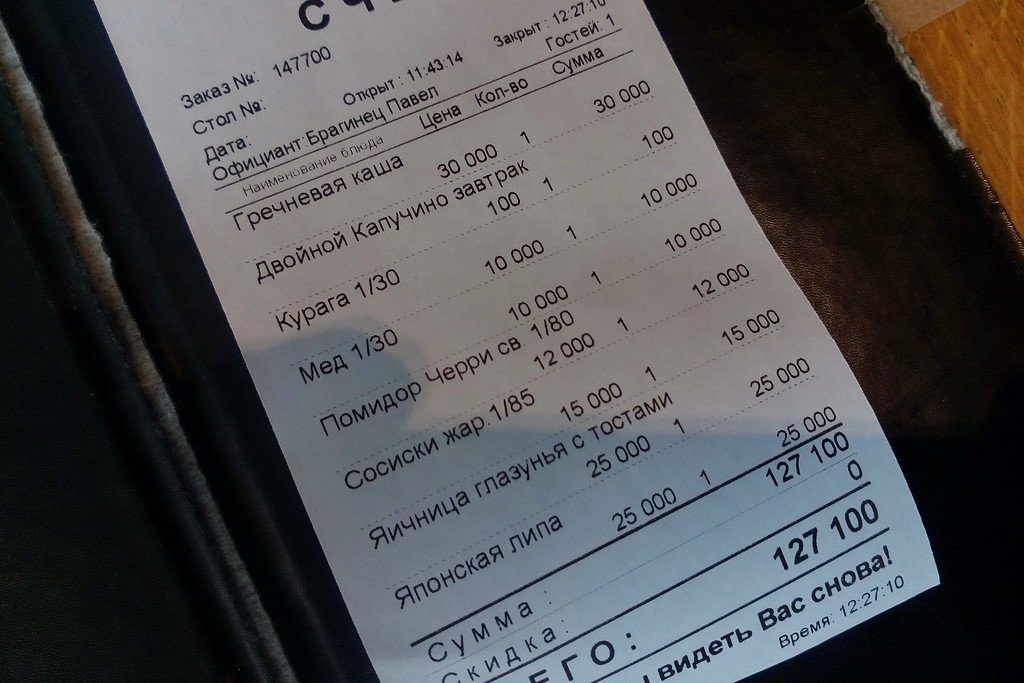 Заказ №: 147700
Стол №:
Дата: Открыт : 11:43:14 Закрыт : 12:27:10
Официант:Брагинец Павел Гостей: 1
Наименование блюда Цена Кол-во Сумма
Гречневая каша
30 000 1 30 000
Двойной Капучино завтрак
100 1 100
Курага 1/30
10 000 1 10 000
Мед 1/30
10 000 1 10 000
Помидор Черри св 1/80
12 000 1 12 000
Сосиски жар.1/85
15 000 1 15 000
Яичница глазунья с тостами
25 000 1 25 000
Японская липа
25 000 1 25 000
Сумма : 127 100
Скидка: 0
ЕГО: 127 100
видеть Вас снова!
Время: 12:27:10